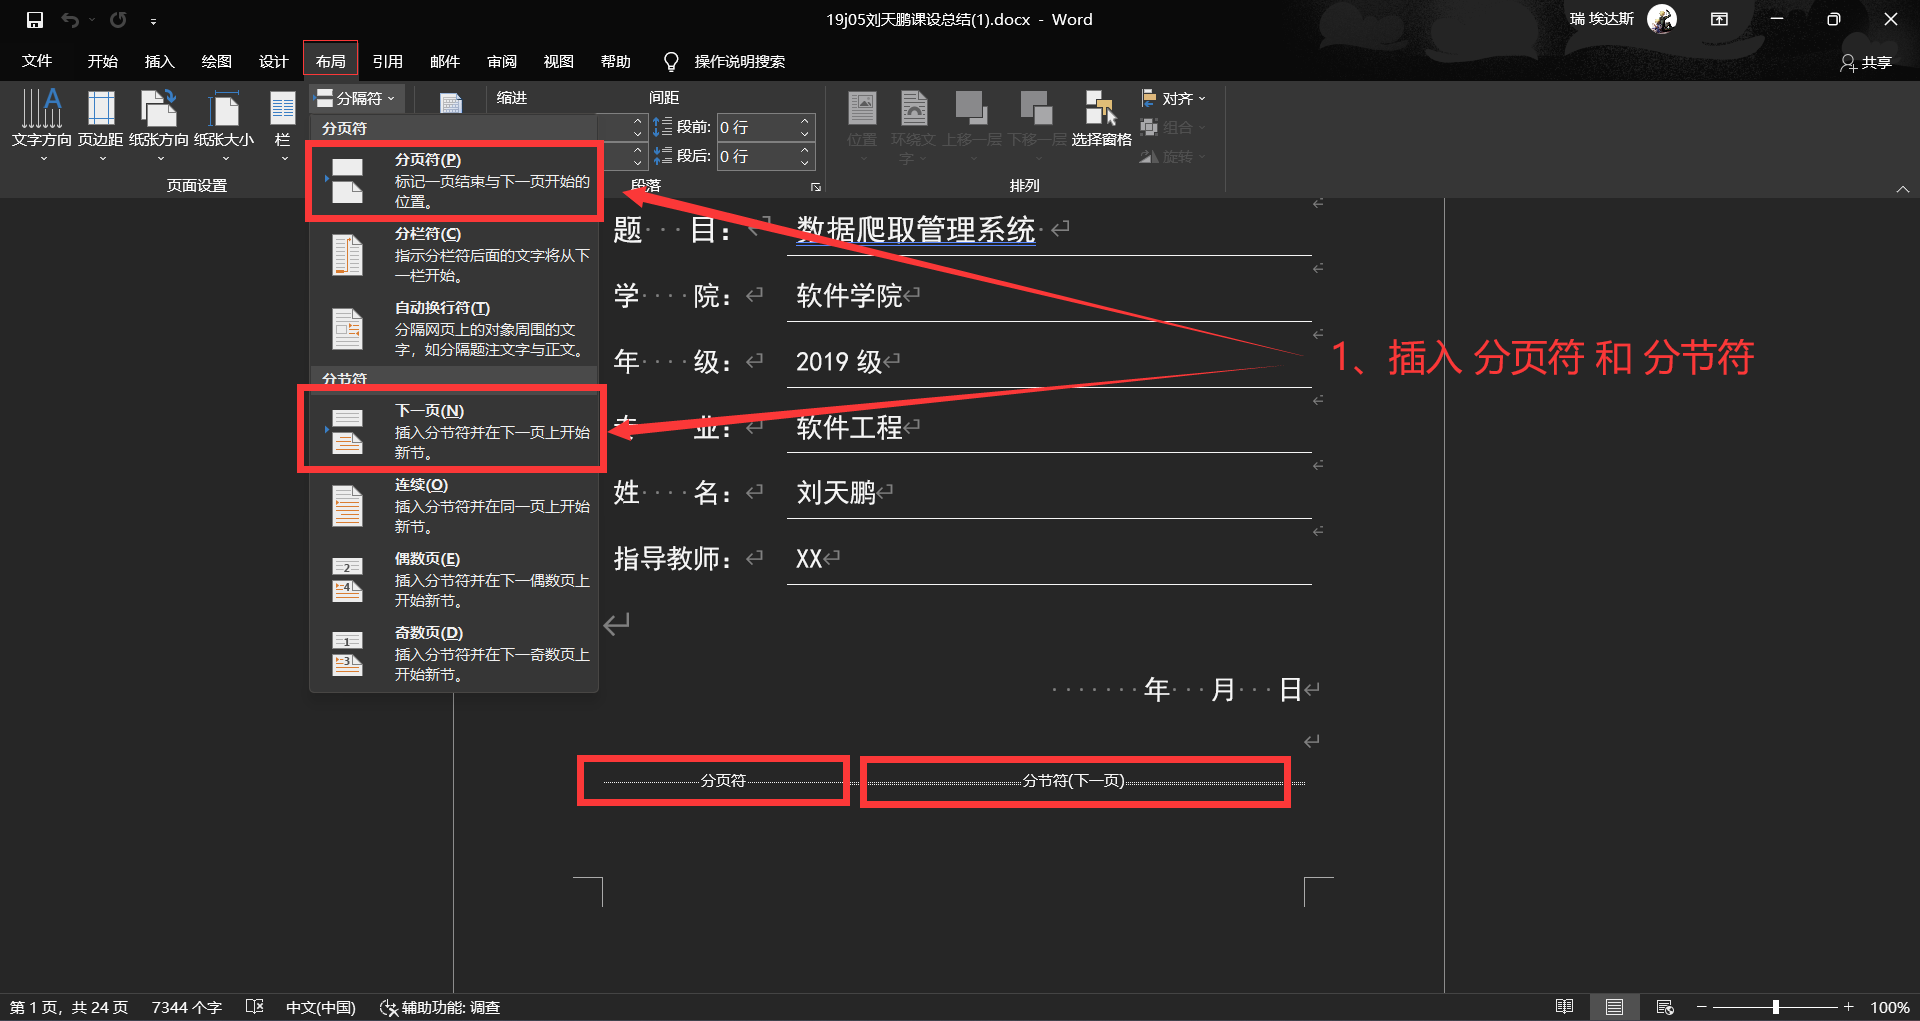 19j05刘天鹏课设总结(1).docx - Word
瑞 埃达斯
文件 开始 插入 绘图 设计 布局 引用 邮件 审阅 视图 帮助 操作说明搜索 共享
文字方向
页边距
纸张方向
纸张大小
栏
分隔符
页面设置
缩进
间距
段前: 0 行
段后: 0 行
段落
位置
环绕文字
上移一层
下移一层
选择窗格
对齐
组合
旋转
排列
分页符
分页符(P)
标记一页结束与下一页开始的
位置。
分栏符(C)
指示分栏符后面的文字将从下
一栏开始。
自动换行符(T)
分隔网页上的对象周围的文
字，如分隔题注文字与正文。
分节符
下一页(N)
插入分节符并在下一页上开始
新节。
连续(O)
插入分节符并在同一页上开始
新节。
偶数页(E)
插入分节符并在下一偶数页上
开始新节。
奇数页(D)
插入分节符并在下一奇数页上
开始新节。
题 目： 数据爬取管理系统
学 院： 软件学院
年 级： 2019 级
专 业： 软件工程
姓 名： 刘天鹏
指导教师： XX
年 月 日
分页符 分节符(下一页)
1、插入 分页符 和 分节符
第 1 页，共 24 页 7344 个字 中文(中国) 辅助功能: 调查 100%